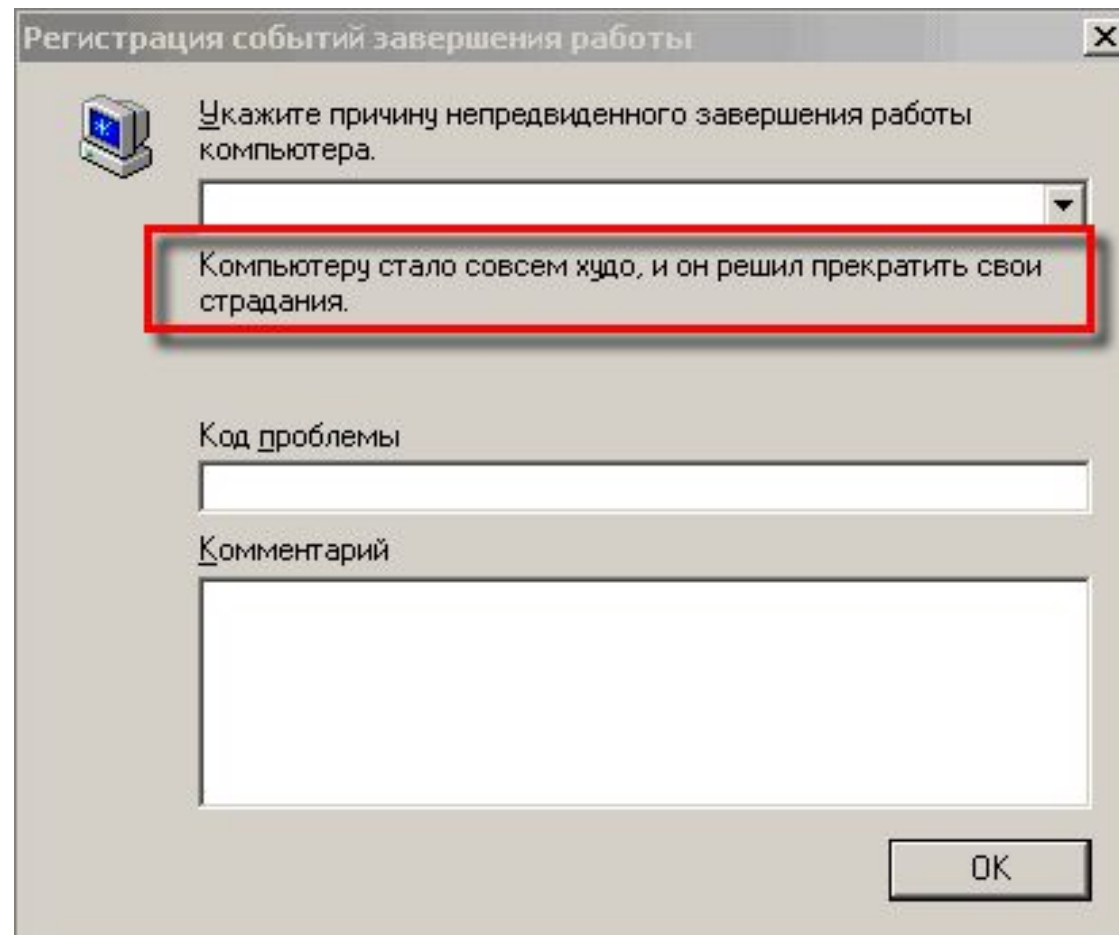 Регистрация событий завершения работы
Укажите причину непредвиденного завершения работы
компьютера.
Компьютеру стало совсем худо, и он решил прекратить свои
страдания.
Код проблемы
Комментарий
OK